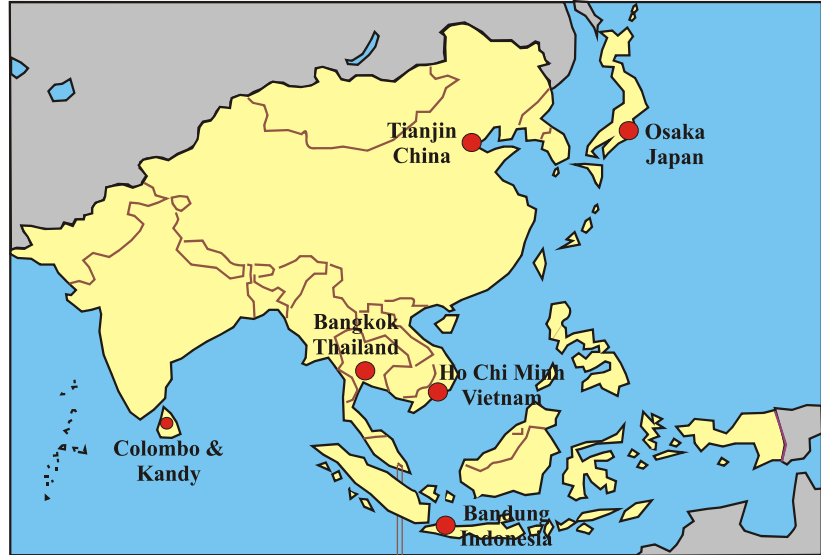 Tianjin
China
Osaka
Japan
Bangkok
Thailand
Ho Chi Minh
Vietnam
Colombo &
Kandy
Bandung
Indonesia